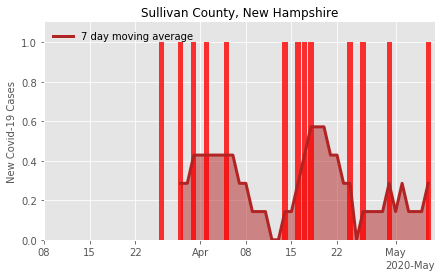 Sullivan County, New Hampshire
7 day moving average
New Covid-19 Cases
1.0
0.8
0.6
0.4
0.2
0.0
08 15 22 Apr 08 15 22 May
2020-May